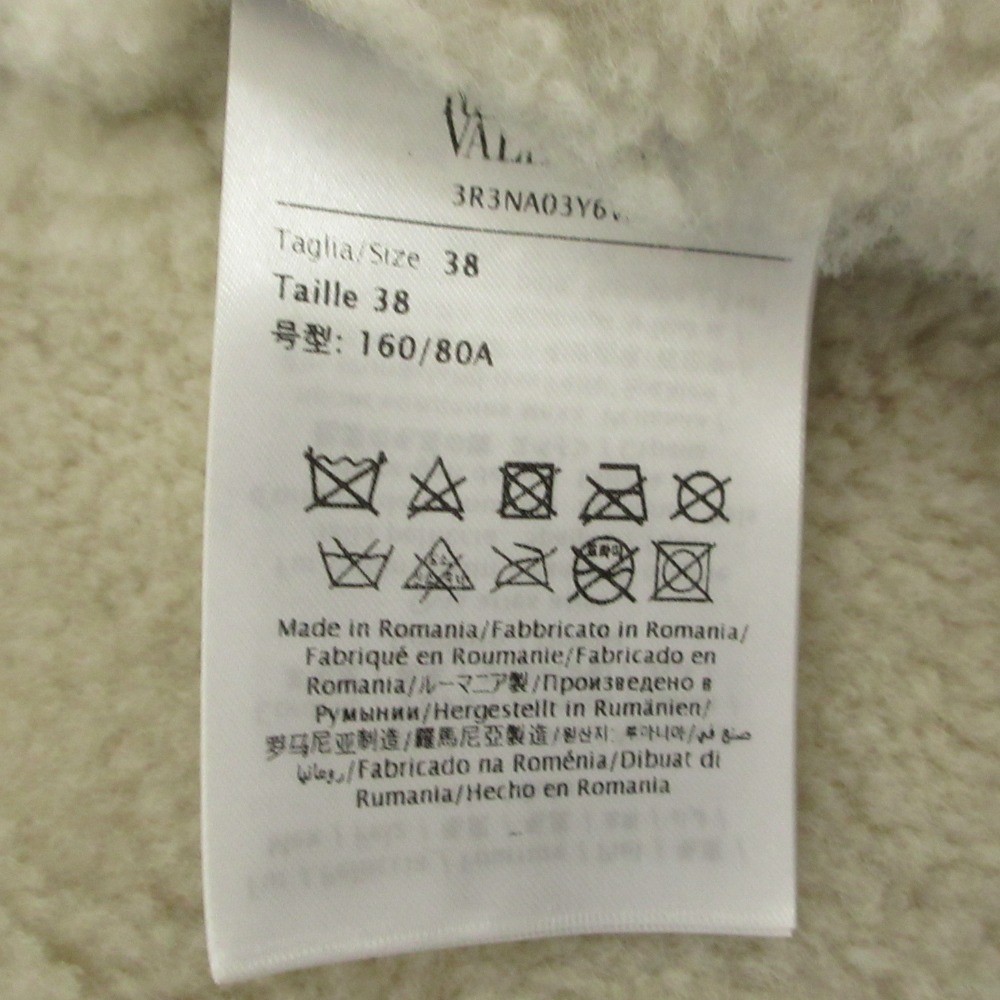 VAL
3R3NA03Y6
Taglia/Size 38
Taille 38
号型: 160/80A
Made in Romania/Fabbricato in Romania/
Fabriqué en Roumanie/Fabricado en
Romania/ルーマニア製/Произведено в
Румынии/Hergestellt in Rumänien/
罗马尼亚制造/羅馬尼亞製造/원산지: 루마니아/صنع في
رومانيا/Fabricado na Roménia/Dibuat di
Rumania/Hecho en Romania